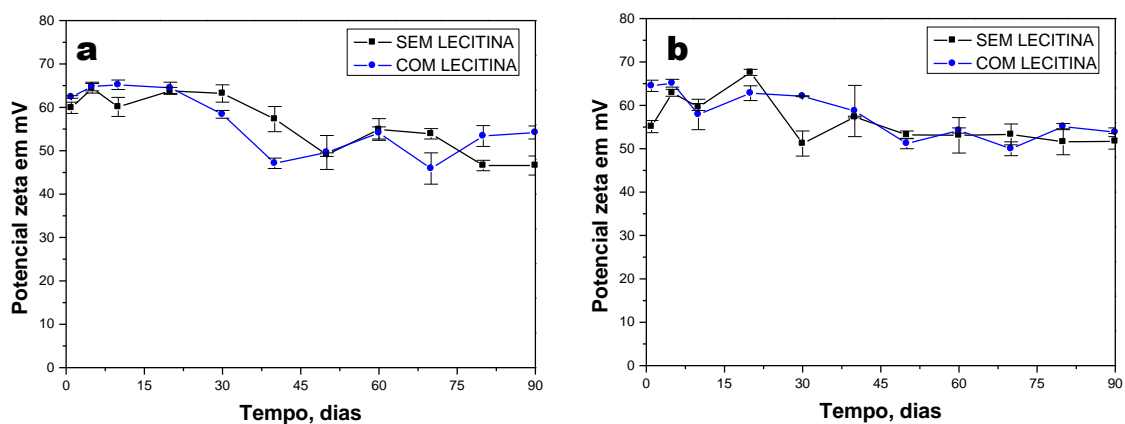 a
SEM LECITINA
COM LECITINA
Potencial zeta em mV
80
70
60
50
40
30
20
10
0
0 15 30 45 60 75 90
Tempo, dias
b
SEM LECITINA
COM LECITINA
Potencial zeta em mV
80
70
60
50
40
30
20
10
0
0 15 30 45 60 75 90
Tempo, dias